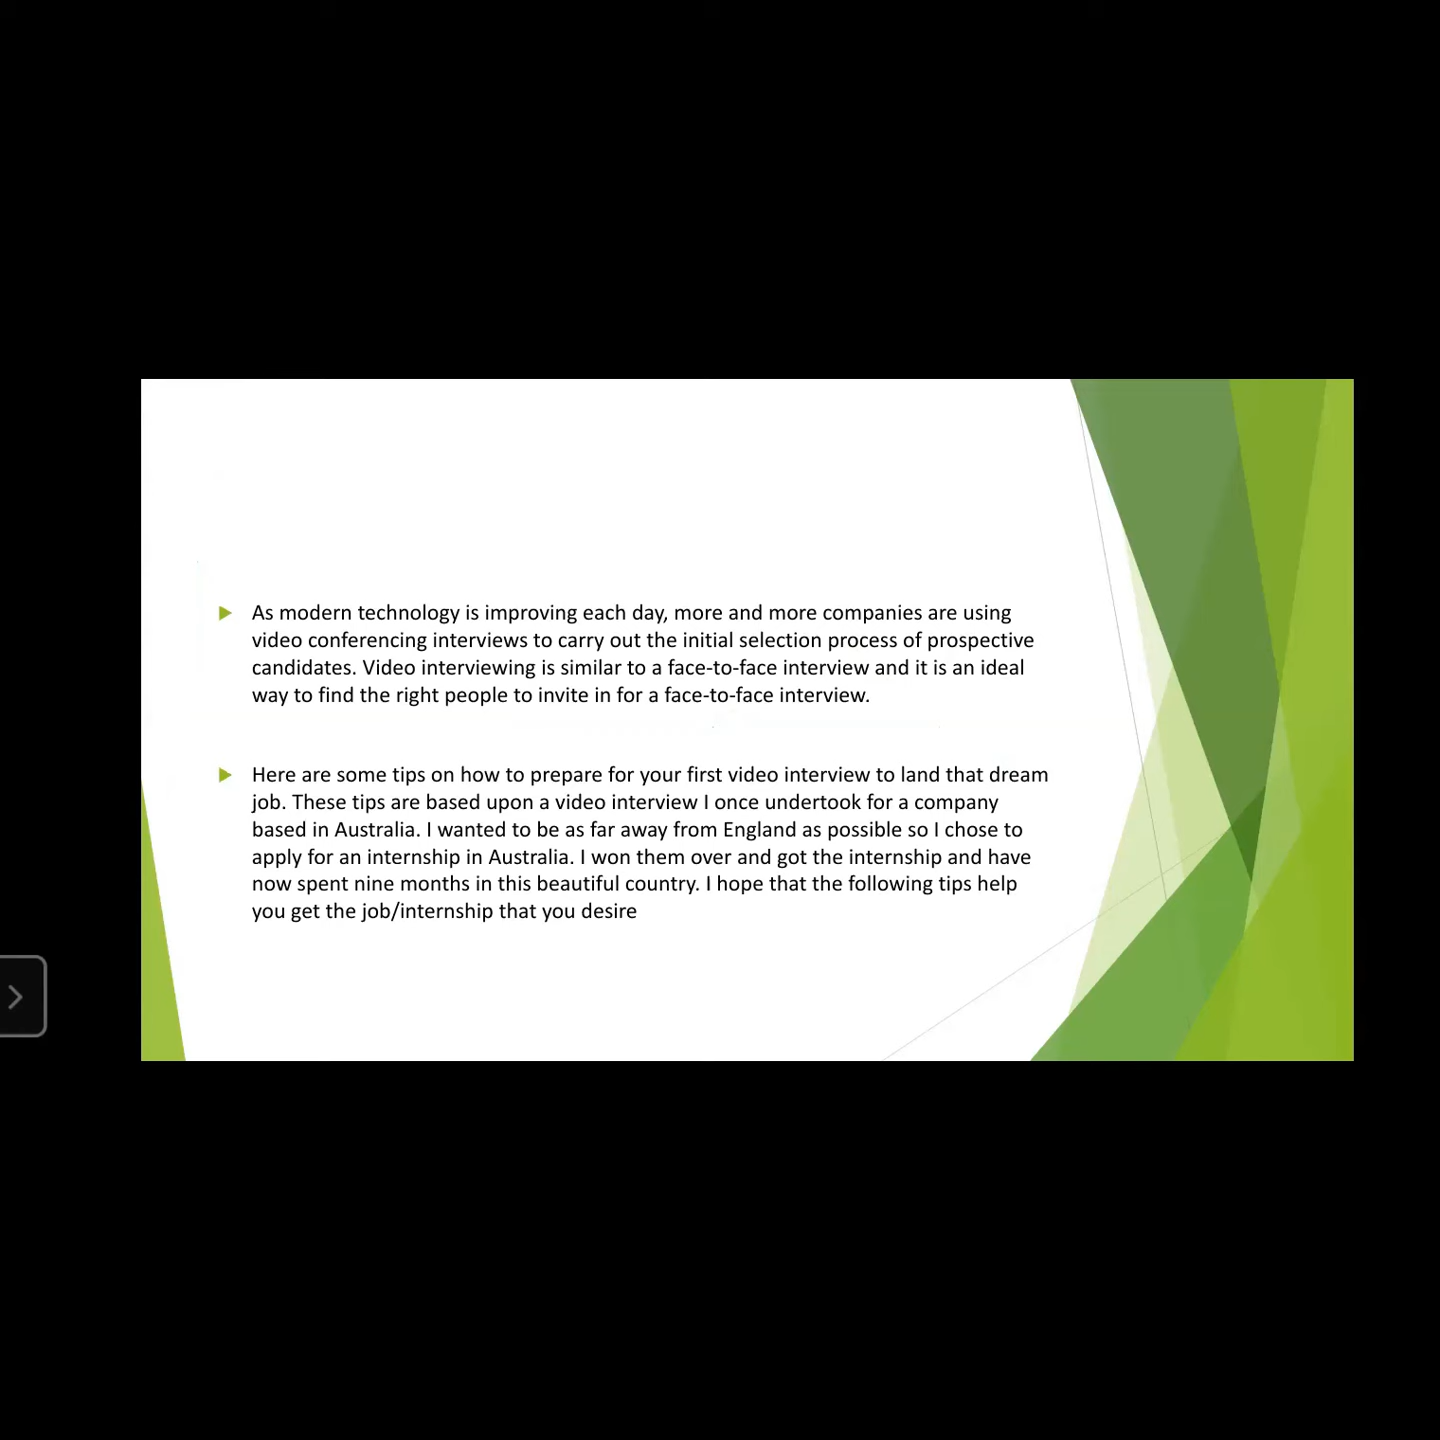 As modern technology is improving each day, more and more companies are using
video conferencing interviews to carry out the initial selection process of prospective
candidates. Video interviewing is similar to a face-to-face interview and it is an ideal
way to find the right people to invite in for a face-to-face interview.
Here are some tips on how to prepare for your first video interview to land that dream
job. These tips are based upon a video interview I once undertook for a company
based in Australia. I wanted to be as far away from England as possible so I chose to
apply for an internship in Australia. I won them over and got the internship and have
now spent nine months in this beautiful country. I hope that the following tips help
you get the job/internship that you desire